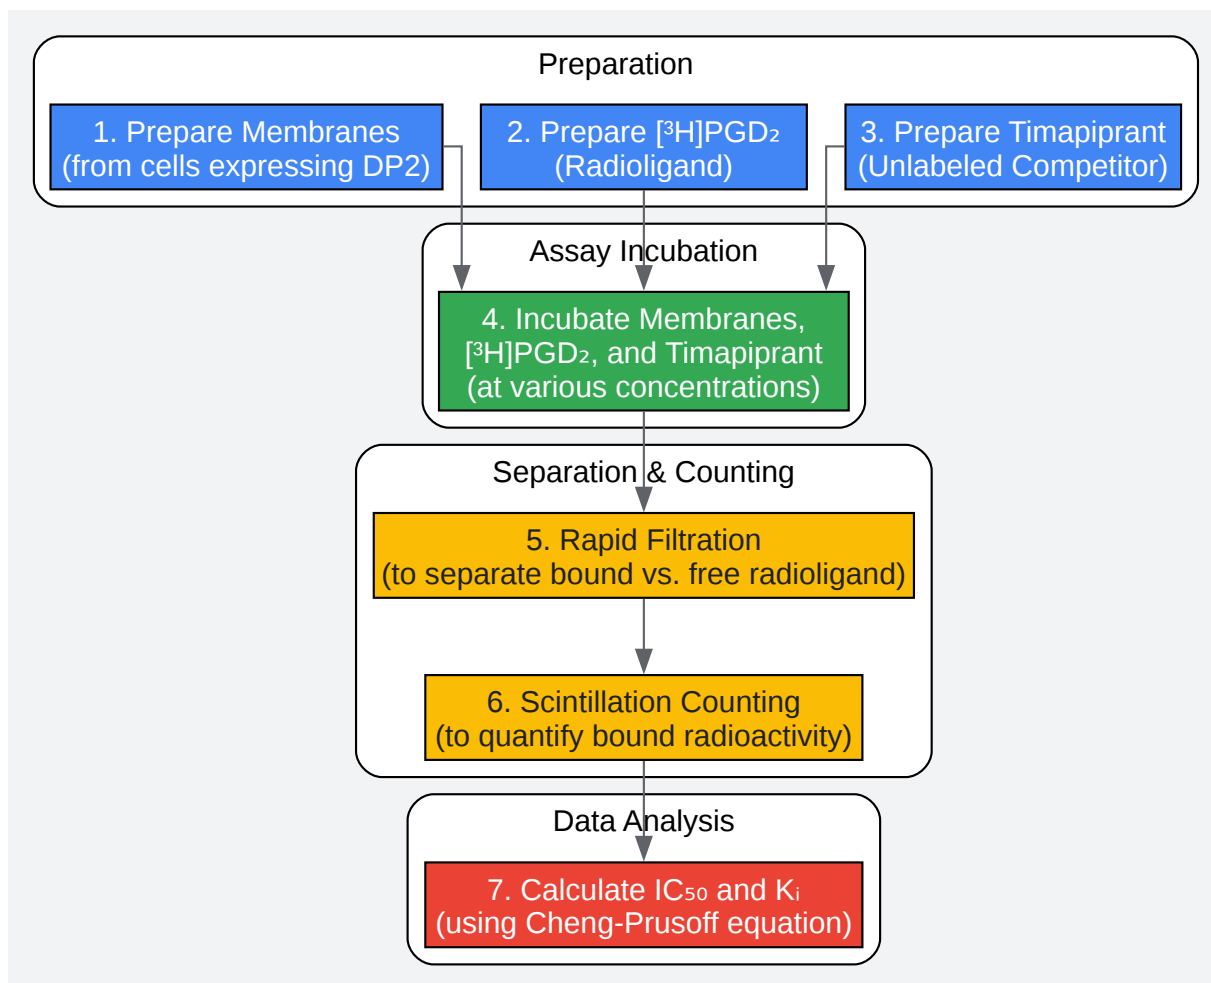 Preparation
1. Prepare Membranes
(from cells expressing DP2)
2. Prepare [³H]PGD₂
(Radioligand)
3. Prepare Timapiprant
(Unlabeled Competitor)
Assay Incubation
4. Incubate Membranes,
[³H]PGD₂, and Timapiprant
(at various concentrations)
Separation & Counting
5. Rapid Filtration
(to separate bound vs. free radioligand)
6. Scintillation Counting
(to quantify bound radioactivity)
Data Analysis
7. Calculate IC₅₀ and Kᵢ
(using Cheng-Prusoff equation)